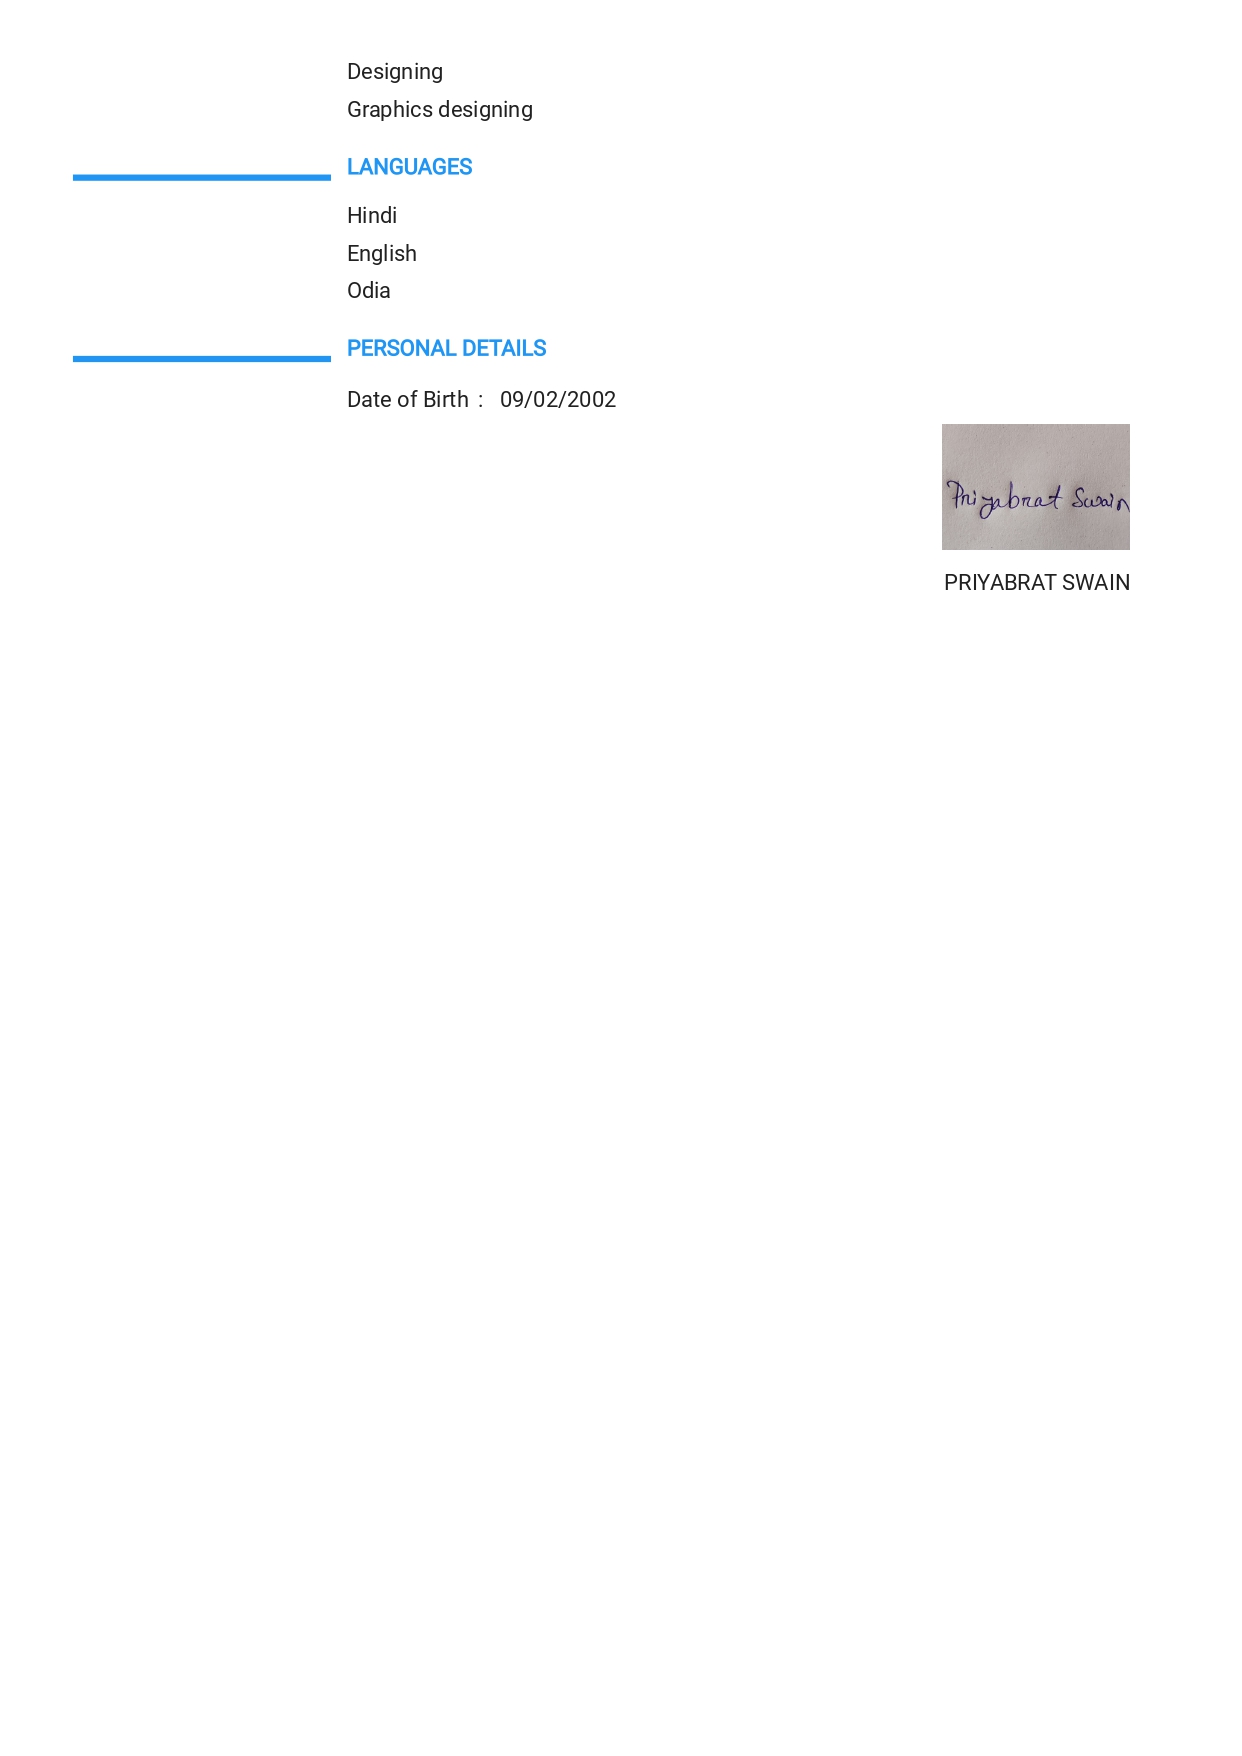 Designing
Graphics designing
LANGUAGES
Hindi
English
Odia
PERSONAL DETAILS
Date of Birth : 09/02/2002
Priyabrat Swain
PRIYABRAT SWAIN